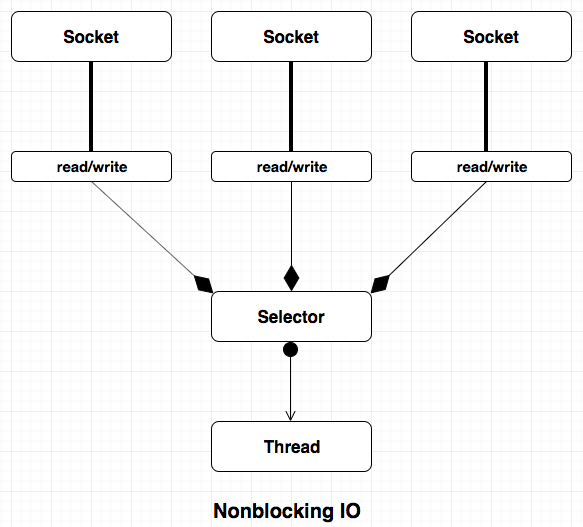 Socket
Socket
Socket
read/write
read/write
read/write
Selector
Thread
Nonblocking IO